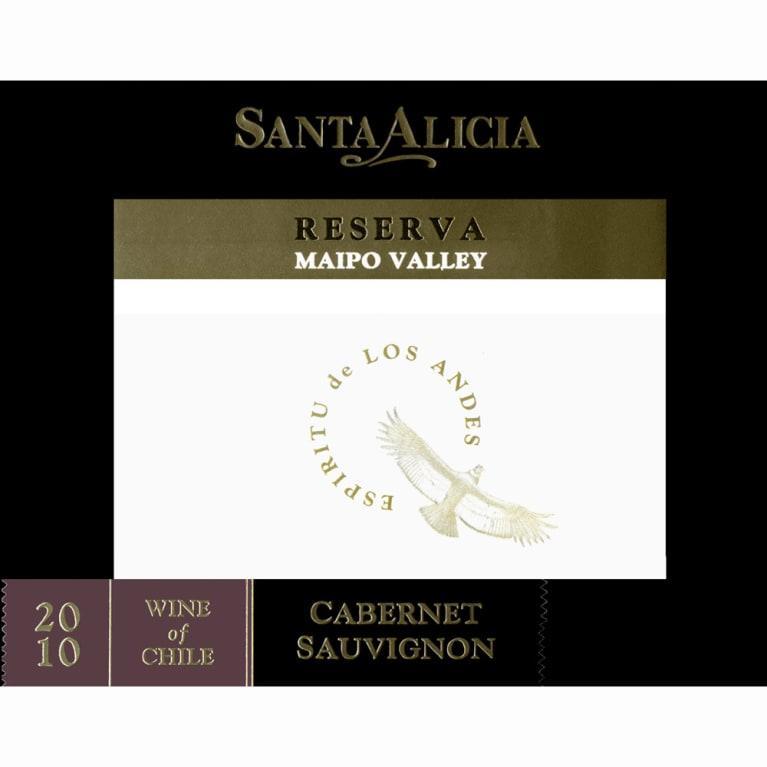 SANTA ALICIA
RESERVA
MAIPO VALLEY
ESPIRITU de LOS ANDES
20
10
WINE
of
CHILE
CABERNET
SAUVIGNON